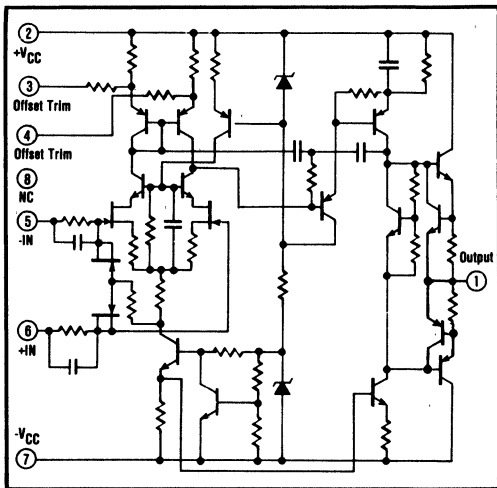 2
+VCC
3
Offset Trim
4
Offset Trim
8
NC
5
-IN
Output
1
6
+IN
-VCC
7